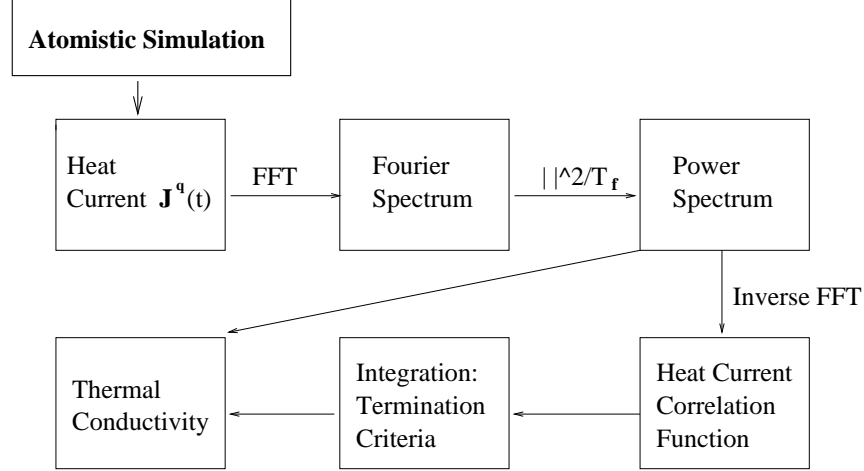 Atomistic Simulation
Heat
Current J^q(t)
FFT
Fourier
Spectrum
| |^2/T_f
Power
Spectrum
Inverse FFT
Thermal
Conductivity
Integration:
Termination
Criteria
Heat Current
Correlation
Function